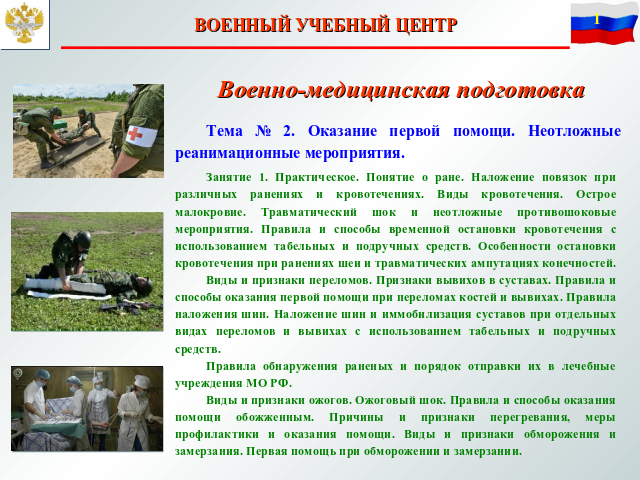 ВОЕННЫЙ УЧЕБНЫЙ ЦЕНТР
1
Военно-медицинская подготовка
Тема № 2. Оказание первой помощи. Неотложные
реанимационные мероприятия.
Занятие 1. Практическое. Понятие о ране. Наложение повязок при
различных ранениях и кровотечениях. Виды кровотечения. Острое
малокровие. Травматический шок и неотложные противошоковые
мероприятия. Правила и способы временной остановки кровотечения с
использованием табельных и подручных средств. Особенности остановки
кровотечения при ранениях шеи и травматических ампутациях конечностей.
Виды и признаки переломов. Признаки вывихов в суставах. Правила и
способы оказания первой помощи при переломах костей и вывихах. Правила
наложения шин. Наложение шин и иммобилизация суставов при отдельных
видах переломов и вывихах с использованием табельных и подручных
средств.
Правила обнаружения раненых и порядок отправки их в лечебные
учреждения МО РФ.
Виды и признаки ожогов. Ожоговый шок. Правила и способы оказания
помощи обожженным. Причины и признаки перегревания, меры
профилактики и оказания помощи. Виды и признаки обморожения и
замерзания. Первая помощь при обморожении и замерзании.